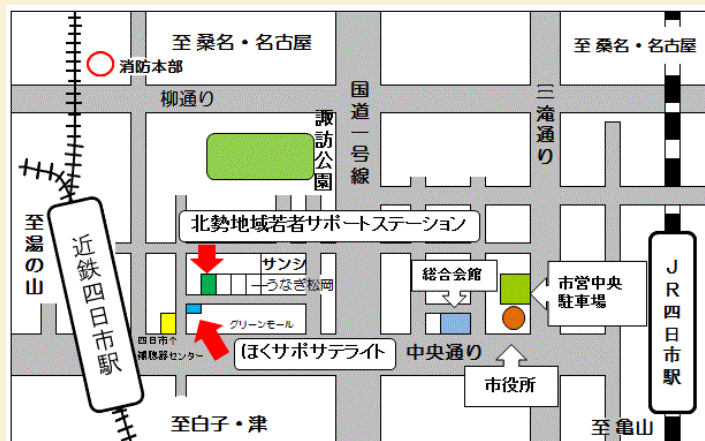 至 桑名・名古屋
至 桑名・名古屋
消防本部
柳通り
国道一号線
三滝通り
諏訪公園
至湯の山
近鉄四日市駅
北勢地域若者サポートステーション
サンシ
うなぎ松岡
総合会館
市営中央
駐車場
JR四日市駅
グリーンモール
四日市
補聴器センター
ほくサポサテライト
中央通り
市役所
至白子・津
至 亀山